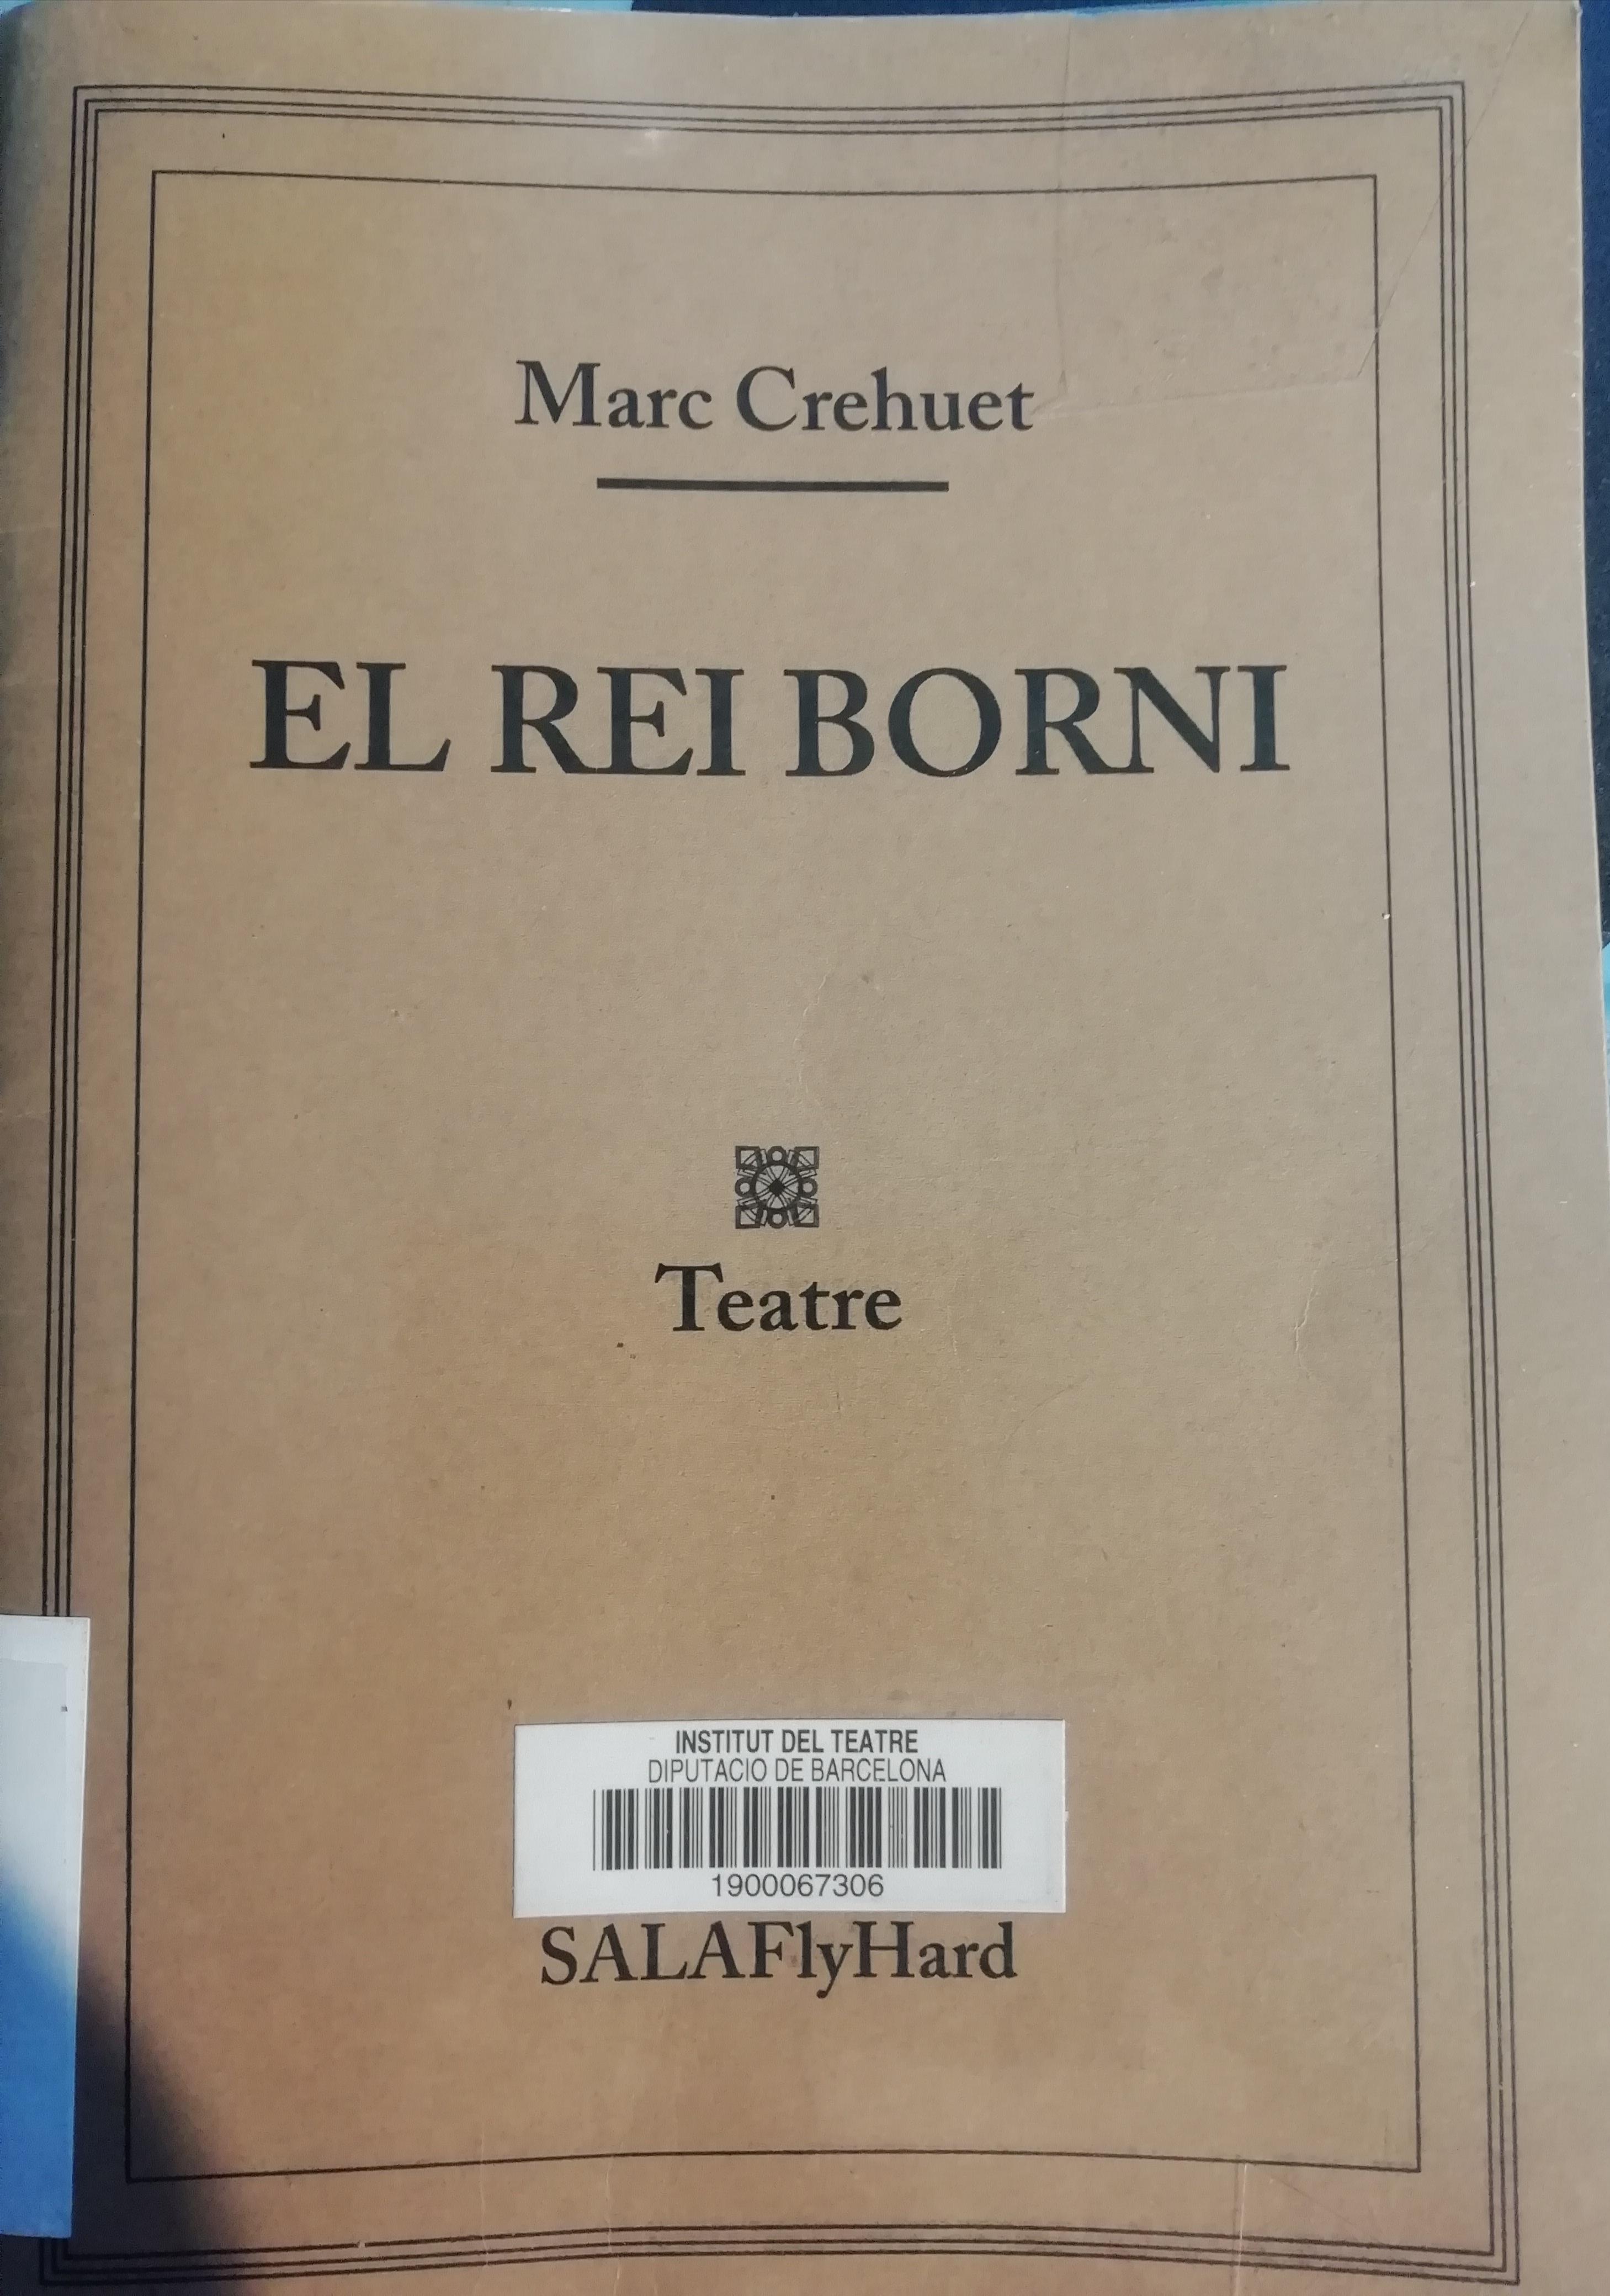 Marc Crehuet
EL REI BORNI
Teatre
INSTITUT DEL TEATRE
DIPUTACIO DE BARCELONA
1900067306
SALAFlyHard